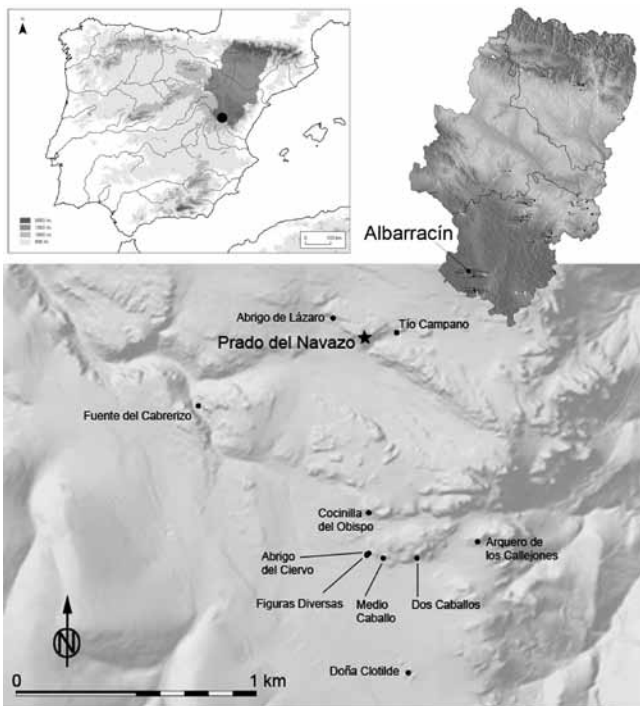 N
Albarracín
Abrigo de Lázaro
Tío Campano
Prado del Navazo
Fuente del Cabrerizo
Cocinilla
del Obispo
Arquero de
los Callejones
Abrigo
del Ciervo
Figuras Diversas
Medio
Caballo
Dos Caballos
N
Doña Clotilde
0
1 km